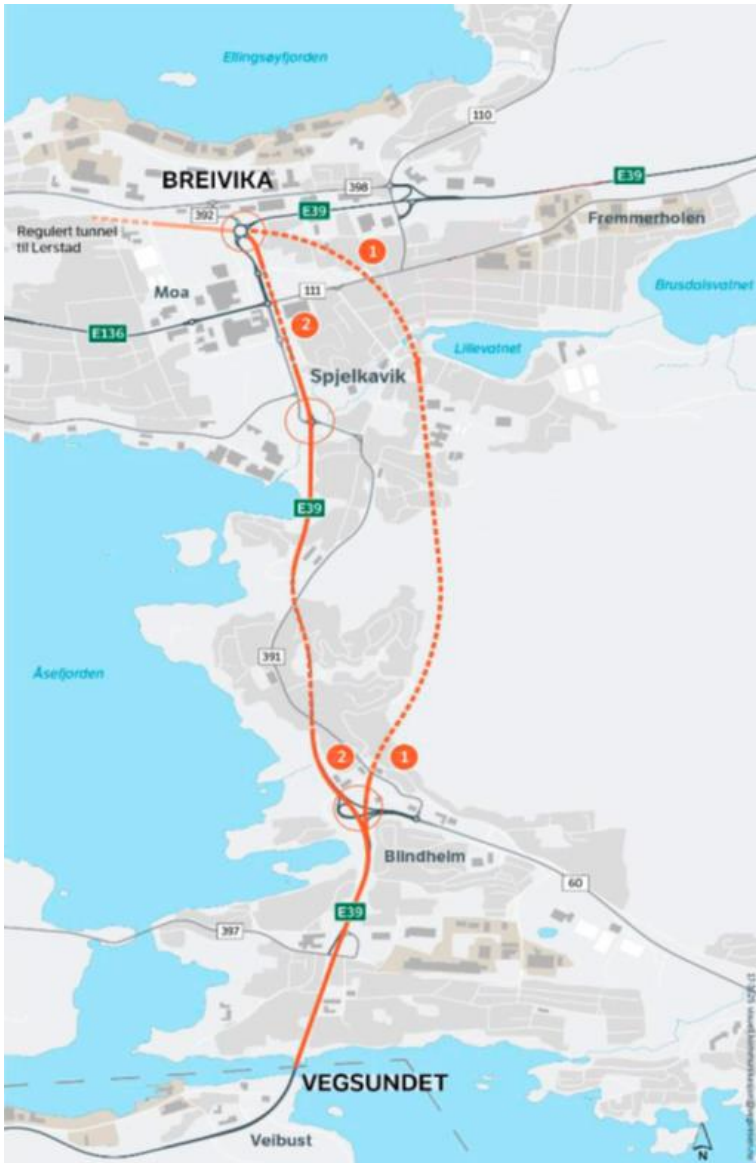 Ellingsøyfjorden
110
BREIVIKA
398
E39
392
E39
Fremmerholen
Regulert tunnel
til Lerstad
1
Brusdalsvatnet
Moa
111
2
E136
Lillevatnet
Spjelkavik
E39
391
Åsefjorden
2
1
Blindheim
60
E39
397
VEGSUNDET
Veibust
N